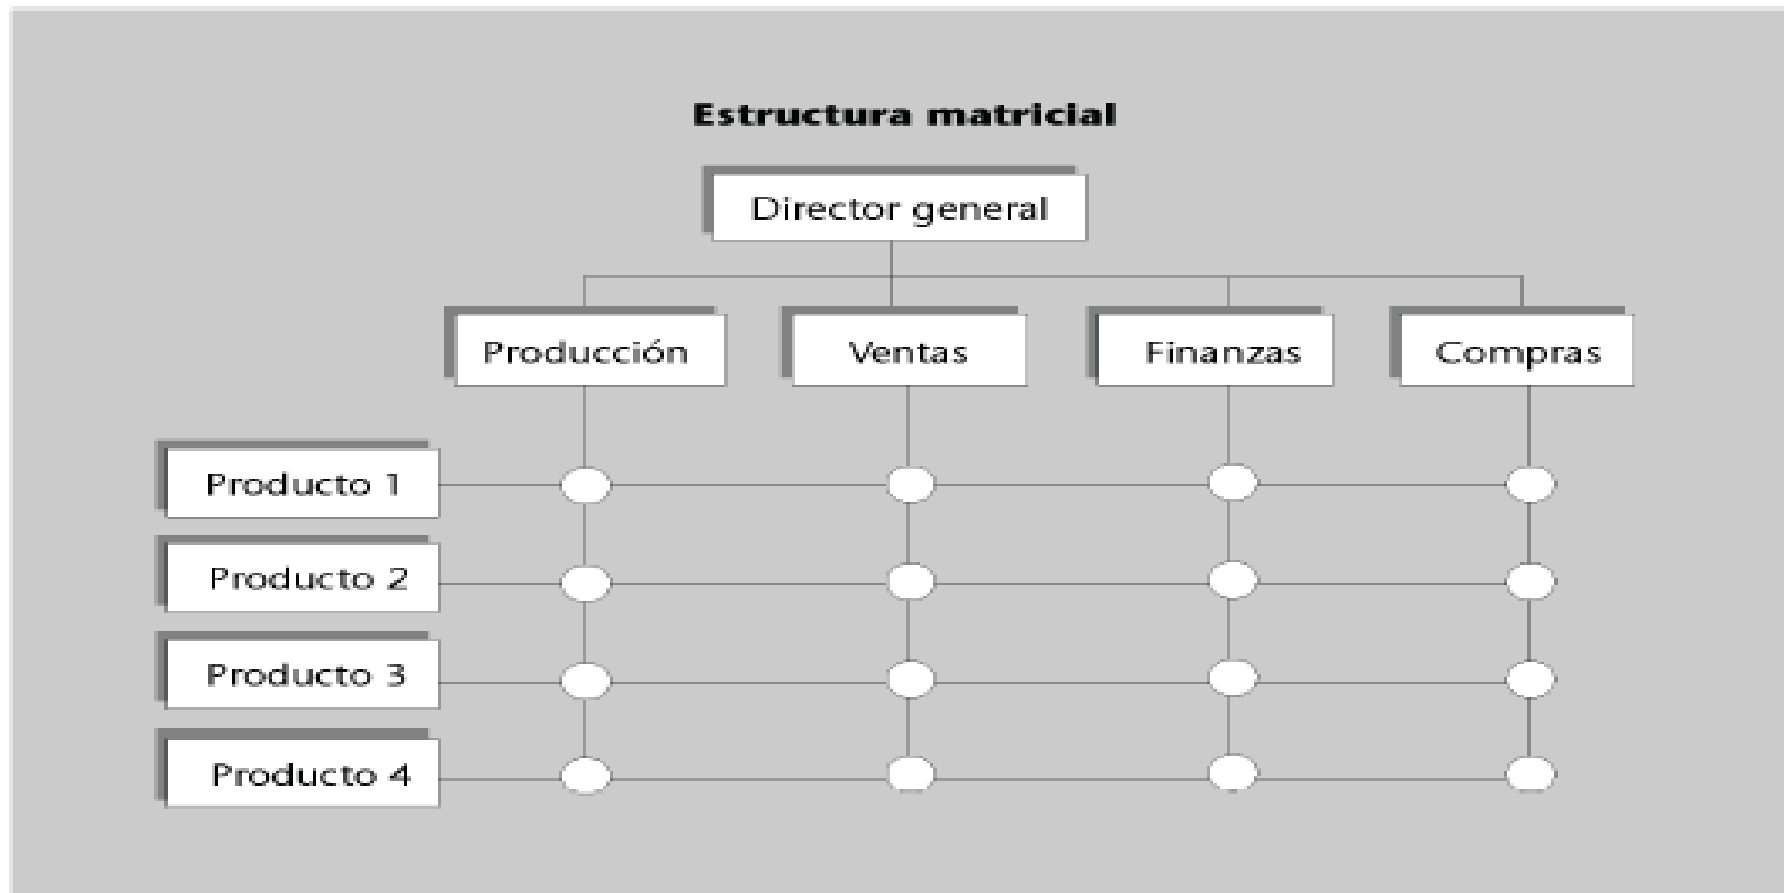 Estructura matricial
Director general
Producción
Ventas
Finanzas
Compras
Producto 1
Producto 2
Producto 3
Producto 4